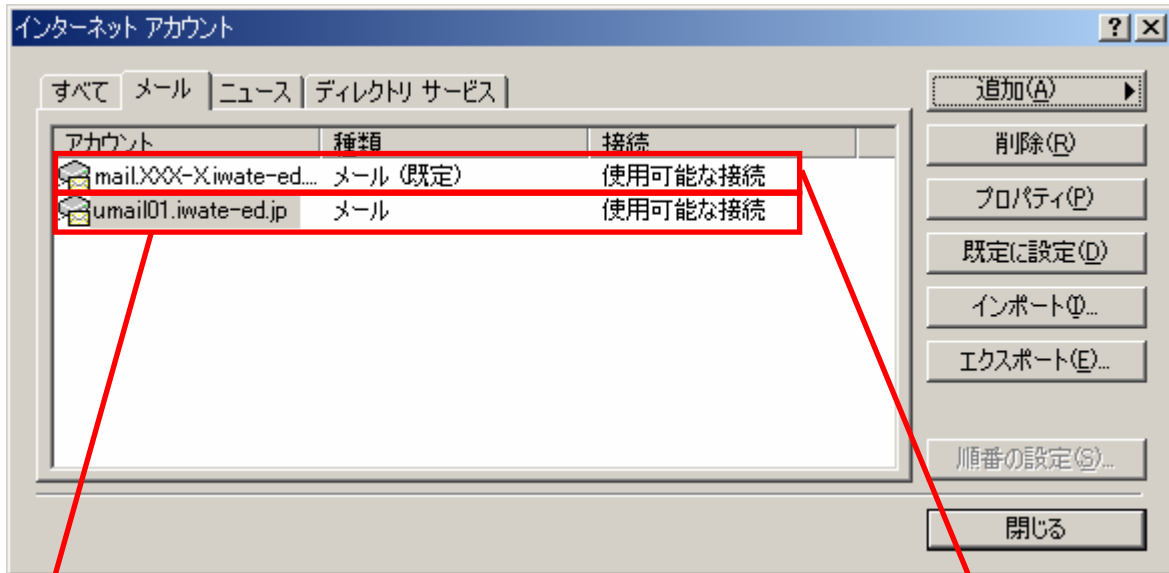 インターネット アカウント
すべて メール ニュース ディレクトリ サービス
アカウント 種類 接続
mail.XXX-X.iwate-ed... メール (既定) 使用可能な接続
umail01.iwate-ed.jp メール 使用可能な接続
追加(A)
削除(R)
プロパティ(P)
既定に設定(D)
インポート(I)...
エクスポート(E)...
順番の設定(S)...
閉じる